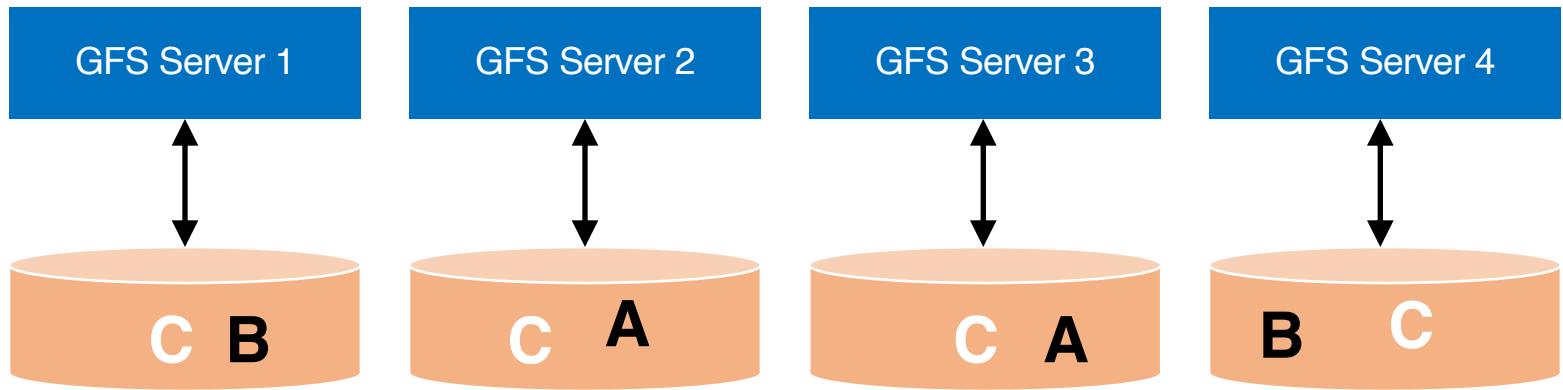 GFS Server 1 GFS Server 2 GFS Server 3 GFS Server 4
C B C A C A B C